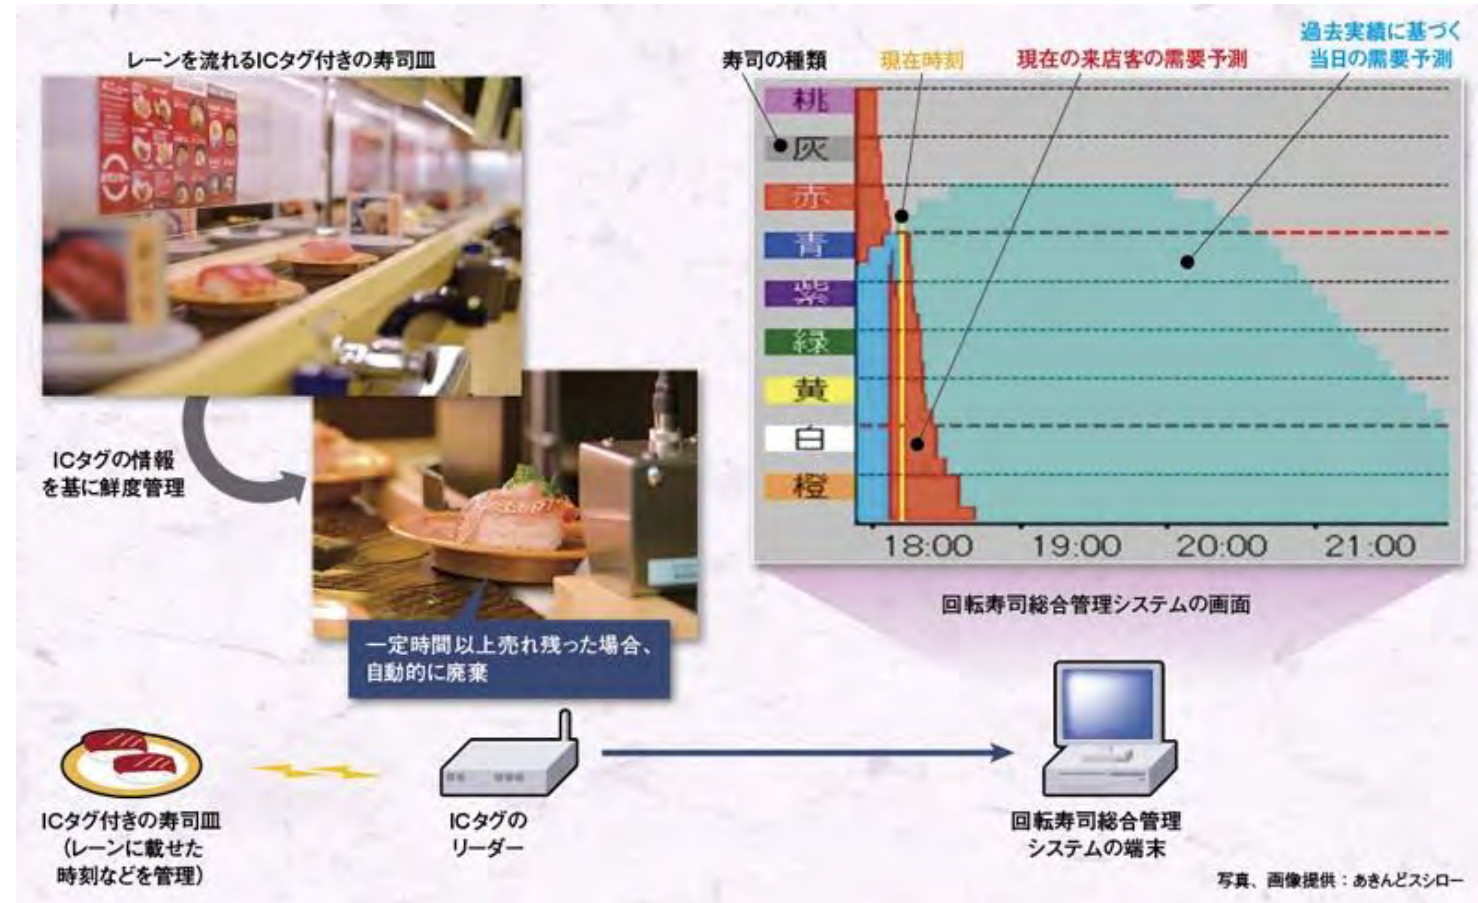 レーンを流れるICタグ付きの寿司皿
ICタグの情報
を基に鮮度管理
一定時間以上売れ残った場合、
自動的に廃棄
寿司の種類
現在時刻
現在の来店客の需要予測
過去実績に基づく
当日の需要予測
桃
灰
赤
青
紫
緑
黄
白
橙
18:00
19:00
20:00
21:00
回転寿司総合管理システムの画面
ICタグ付きの寿司皿
(レーンに載せた
時刻などを管理)
ICタグの
リーダー
回転寿司総合管理
システムの端末
写真、画像提供:あきんどスシロー